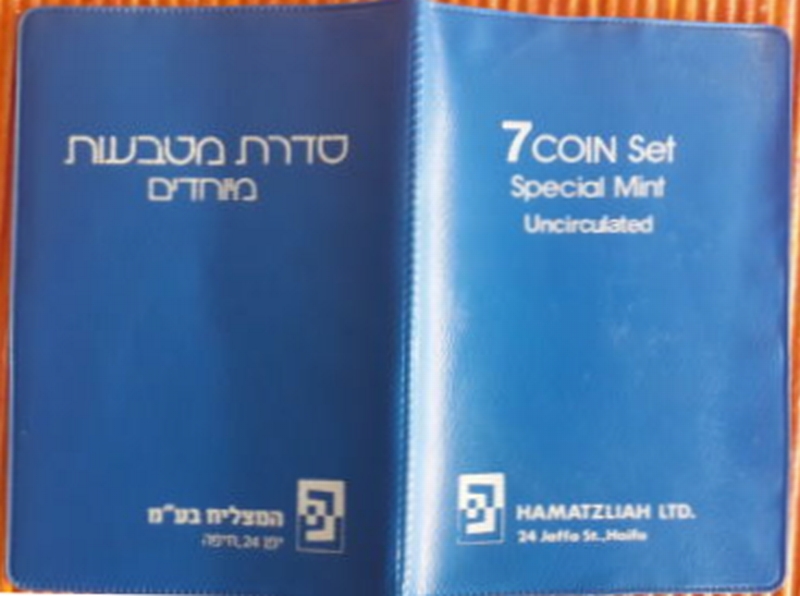 סדרת מטבעות
מיוחדים
המצליח בע"מ
יפו 24, חיפה
7 COIN Set
Special Mint
Uncirculated
HAMATZLIAH LTD.
24 Jaffa St., Haifa